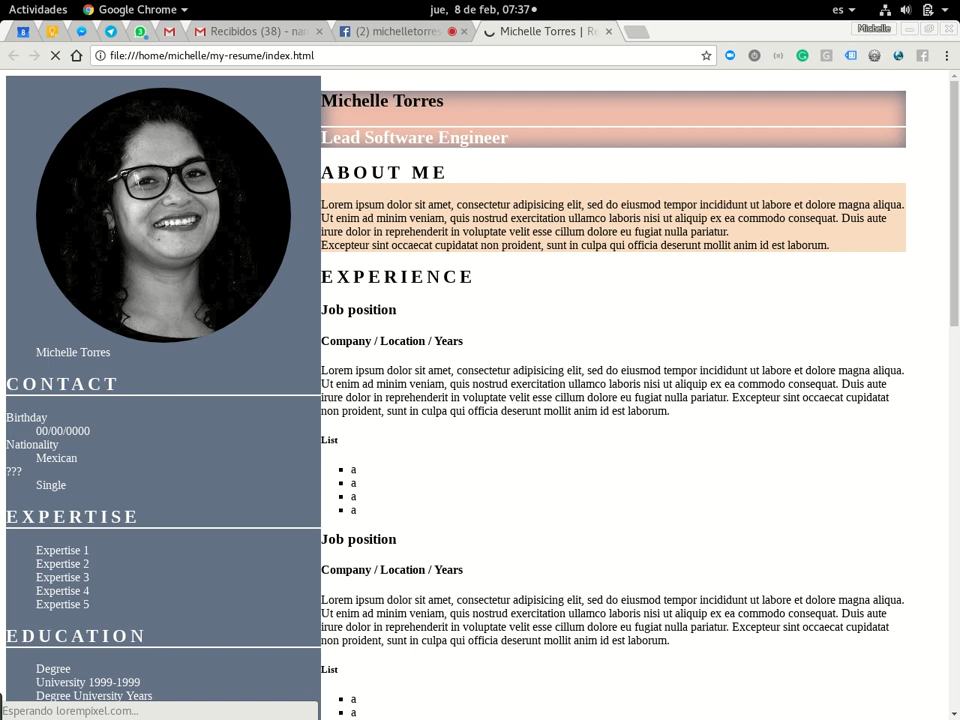 Actividades
Google Chrome
jue, 8 de feb, 07:37
es
8
3
Recibidos (38) - nar
(2) michelletorres
Michelle Torres | Re
Michelle
file:///home/michelle/my-resume/index.html
Michelle Torres
CONTACT
Birthday
00/00/0000
Nationality
Mexican
???
Single
EXPERTISE
Expertise 1
Expertise 2
Expertise 3
Expertise 4
Expertise 5
EDUCATION
Degree
University 1999-1999
Degree University Years
Esperando lorempixel.com...
Michelle Torres
Lead Software Engineer
ABOUT ME
Lorem ipsum dolor sit amet, consectetur adipisicing elit, sed do eiusmod tempor incididunt ut labore et dolore magna aliqua.
Ut enim ad minim veniam, quis nostrud exercitation ullamco laboris nisi ut aliquip ex ea commodo consequat. Duis aute
irure dolor in reprehenderit in voluptate velit esse cillum dolore eu fugiat nulla pariatur.
Excepteur sint occaecat cupidatat non proident, sunt in culpa qui officia deserunt mollit anim id est laborum.
EXPERIENCE
Job position
Company / Location / Years
Lorem ipsum dolor sit amet, consectetur adipisicing elit, sed do eiusmod tempor incididunt ut labore et dolore magna aliqua.
Ut enim ad minim veniam, quis nostrud exercitation ullamco laboris nisi ut aliquip ex ea commodo consequat. Duis aute
irure dolor in reprehenderit in voluptate velit esse cillum dolore eu fugiat nulla pariatur. Excepteur sint occaecat cupidatat
non proident, sunt in culpa qui officia deserunt mollit anim id est laborum.
List
a
a
a
a
Job position
Company / Location / Years
Lorem ipsum dolor sit amet, consectetur adipisicing elit, sed do eiusmod tempor incididunt ut labore et dolore magna aliqua.
Ut enim ad minim veniam, quis nostrud exercitation ullamco laboris nisi ut aliquip ex ea commodo consequat. Duis aute
irure dolor in reprehenderit in voluptate velit esse cillum dolore eu fugiat nulla pariatur. Excepteur sint occaecat cupidatat
non proident, sunt in culpa qui officia deserunt mollit anim id est laborum.
List
a
a